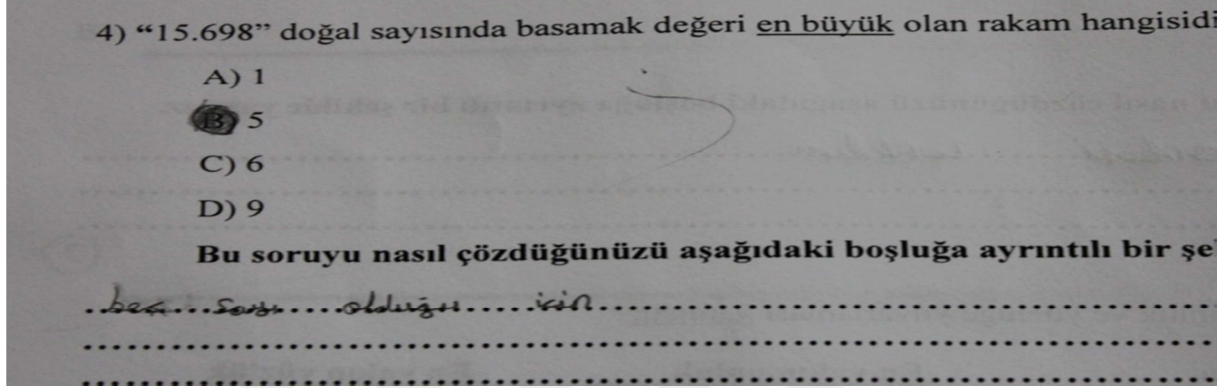 4) “15.698” doğal sayısında basamak değeri en büyük olan rakam hangisidi
A) 1
B) 5
C) 6
D) 9
Bu soruyu nasıl çözdüğünüzü aşağıdaki boşluğa ayrıntılı bir şe
beş sayı olduğu için